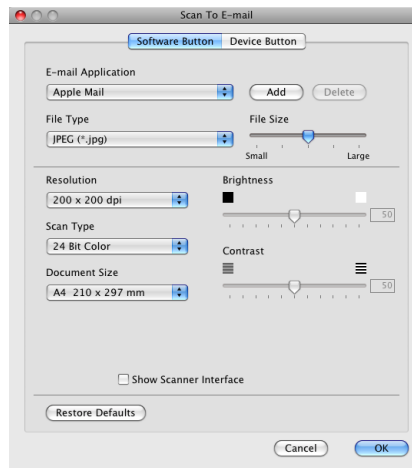 Scan To E-mail
Software Button Device Button
E-mail Application
Apple Mail Add Delete
File Type File Size
JPEG (*.jpg)
Small Large
Resolution Brightness
200 x 200 dpi
50
Scan Type
24 Bit Color Contrast
Document Size
A4 210 x 297 mm 50
Show Scanner Interface
Restore Defaults
Cancel OK